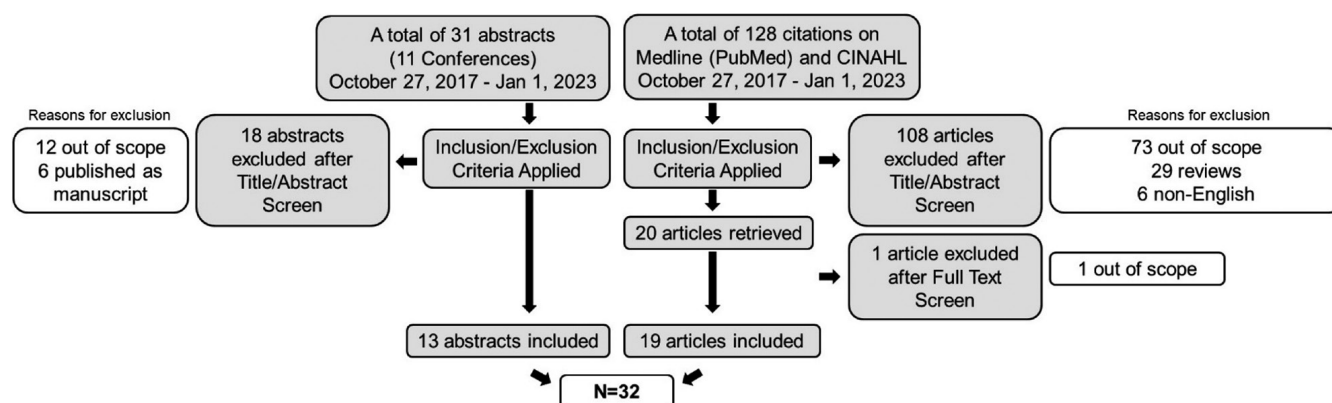 A total of 31 abstracts
(11 Conferences)
October 27, 2017 - Jan 1, 2023
A total of 128 citations on
Medline (PubMed) and CINAHL
October 27, 2017 - Jan 1, 2023
Reasons for exclusion
12 out of scope
6 published as
manuscript
18 abstracts
excluded after
Title/Abstract
Screen
Inclusion/Exclusion
Criteria Applied
Inclusion/Exclusion
Criteria Applied
108 articles
excluded after
Title/Abstract
Screen
Reasons for exclusion
73 out of scope
29 reviews
6 non-English
20 articles retrieved
1 article excluded
after Full Text
Screen
1 out of scope
13 abstracts included
19 articles included
N=32